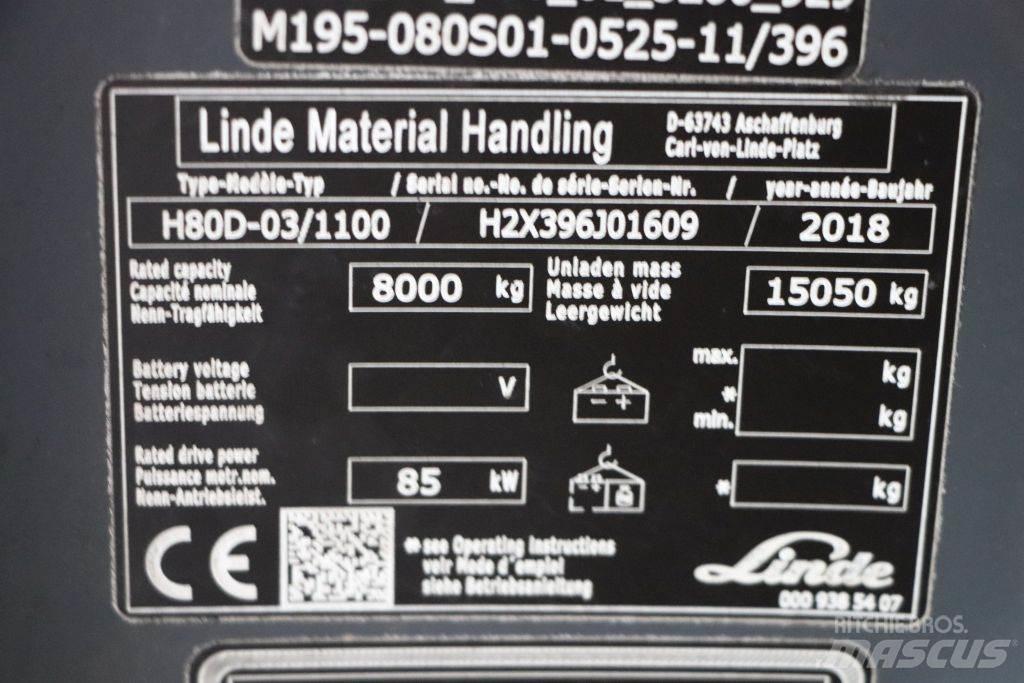 M195-080S01-0525-11/396
Linde Material Handling
D-63743 Aschaffenburg
Carl-von-Linde-Platz
Type-Modèle-Typ / Serial no.-No. de série-Serien-Nr. / year-année-Baujahr
H80D-03/1100 / H2X396J01609 / 2018
Rated capacity
Capacité nominale
Nenn-Tragfähigkeit
8000 kg
Unladen mass
Masse à vide
Leergewicht
15050 kg
Battery voltage
Tension batterie
Batteriespannung
V
- +
max. kg
*
min. kg
Rated drive power
Puissance motr.nom.
Nenn-Antriebsleist.
85 kW
- +
* kg
CE
* see Operating Instructions
voir Mode d'emploi
siehe Betriebsanleitung
Linde
000 938 54 07
RITCHIE BROS.
MASCUS